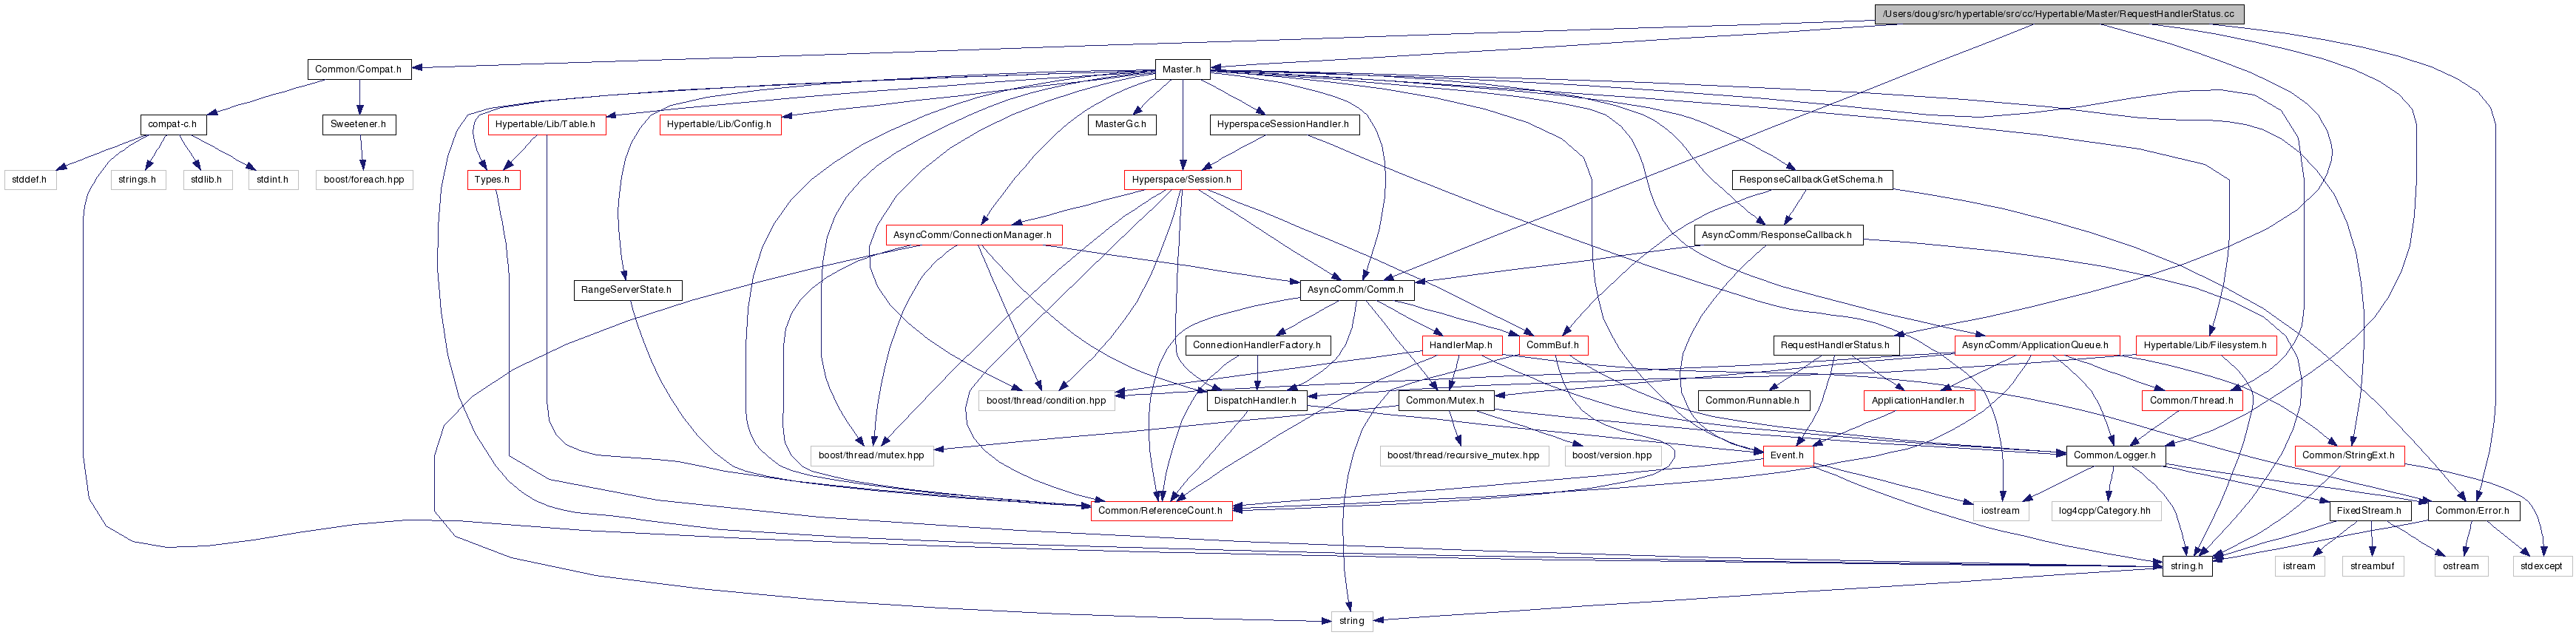 /Users/doug/src/hypertable/src/cc/Hypertable/Master/RequestHandlerStatus.cc
Common/Compat.h
Master.h
compat-c.h
Sweetener.h
Hypertable/Lib/Table.h
Hypertable/Lib/Config.h
MasterGc.h
HyperspaceSessionHandler.h
stddef.h
strings.h
stdlib.h
stdint.h
boost/foreach.hpp
Types.h
Hyperspace/Session.h
ResponseCallbackGetSchema.h
AsyncComm/ConnectionManager.h
AsyncComm/ResponseCallback.h
RangeServerState.h
AsyncComm/Comm.h
ConnectionHandlerFactory.h
HandlerMap.h
CommBuf.h
RequestHandlerStatus.h
AsyncComm/ApplicationQueue.h
Hypertable/Lib/Filesystem.h
boost/thread/condition.hpp
DispatchHandler.h
Common/Mutex.h
Common/Runnable.h
ApplicationHandler.h
Common/Thread.h
boost/thread/mutex.hpp
boost/thread/recursive_mutex.hpp
boost/version.hpp
Event.h
Common/Logger.h
Common/StringExt.h
Common/ReferenceCount.h
iostream
log4cpp/Category.hh
FixedStream.h
Common/Error.h
string.h
istream
streambuf
ostream
stdexcept
string